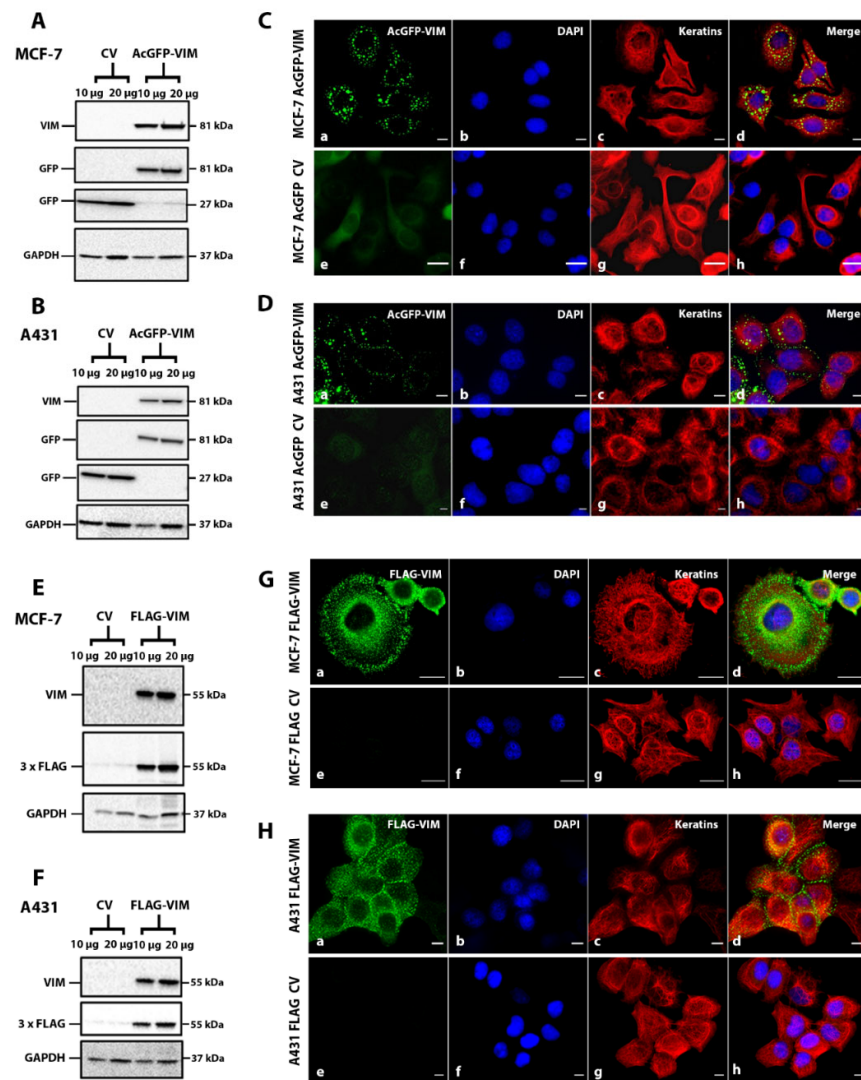 A
MCF-7
CV AcGFP-VIM
10 µg 20 µg 10 µg 20 µg
VIM 81 kDa
GFP 81 kDa
GFP 27 kDa
GAPDH 37 kDa
B
A431
CV AcGFP-VIM
10 µg 20 µg 10 µg 20 µg
VIM 81 kDa
GFP 81 kDa
GFP 27 kDa
GAPDH 37 kDa
C
MCF-7 AcGFP-VIM
AcGFP-VIM DAPI Keratins Merge
a b c d
MCF-7 AcGFP CV
e f g h
D
A431 AcGFP-VIM
AcGFP-VIM DAPI Keratins Merge
a b c d
A431 AcGFP CV
e f g h
E
MCF-7
CV FLAG-VIM
10 µg 20 µg 10 µg 20 µg
VIM 55 kDa
3 x FLAG 55 kDa
GAPDH 37 kDa
F
A431
CV FLAG-VIM
10 µg 20 µg 10 µg 20 µg
VIM 55 kDa
3 x FLAG 55 kDa
GAPDH 37 kDa
G
MCF-7 FLAG-VIM
FLAG-VIM DAPI Keratins Merge
a b c d
MCF-7 FLAG CV
e f g h
H
A431 FLAG-VIM
FLAG-VIM DAPI Keratins Merge
a b c d
A431 FLAG CV
e f g h